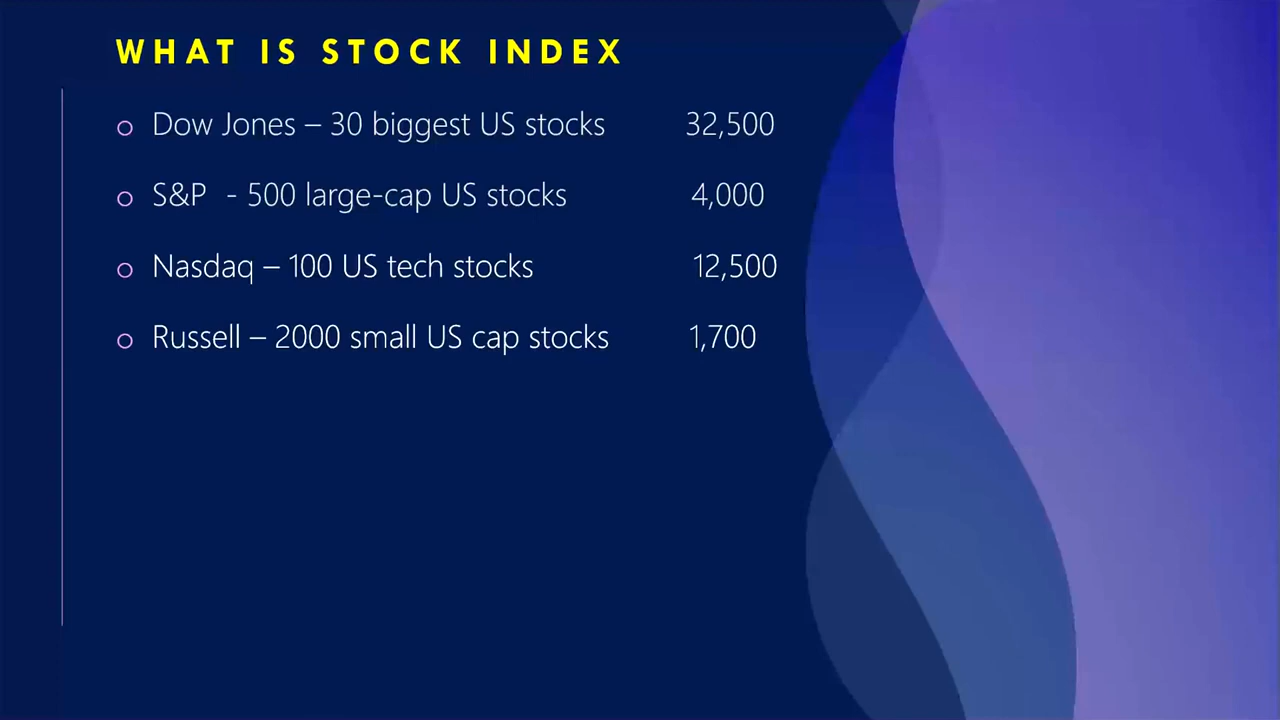 WHAT IS STOCK INDEX
Dow Jones – 30 biggest US stocks 32,500
S&P - 500 large-cap US stocks 4,000
Nasdaq – 100 US tech stocks 12,500
Russell – 2000 small US cap stocks 1,700